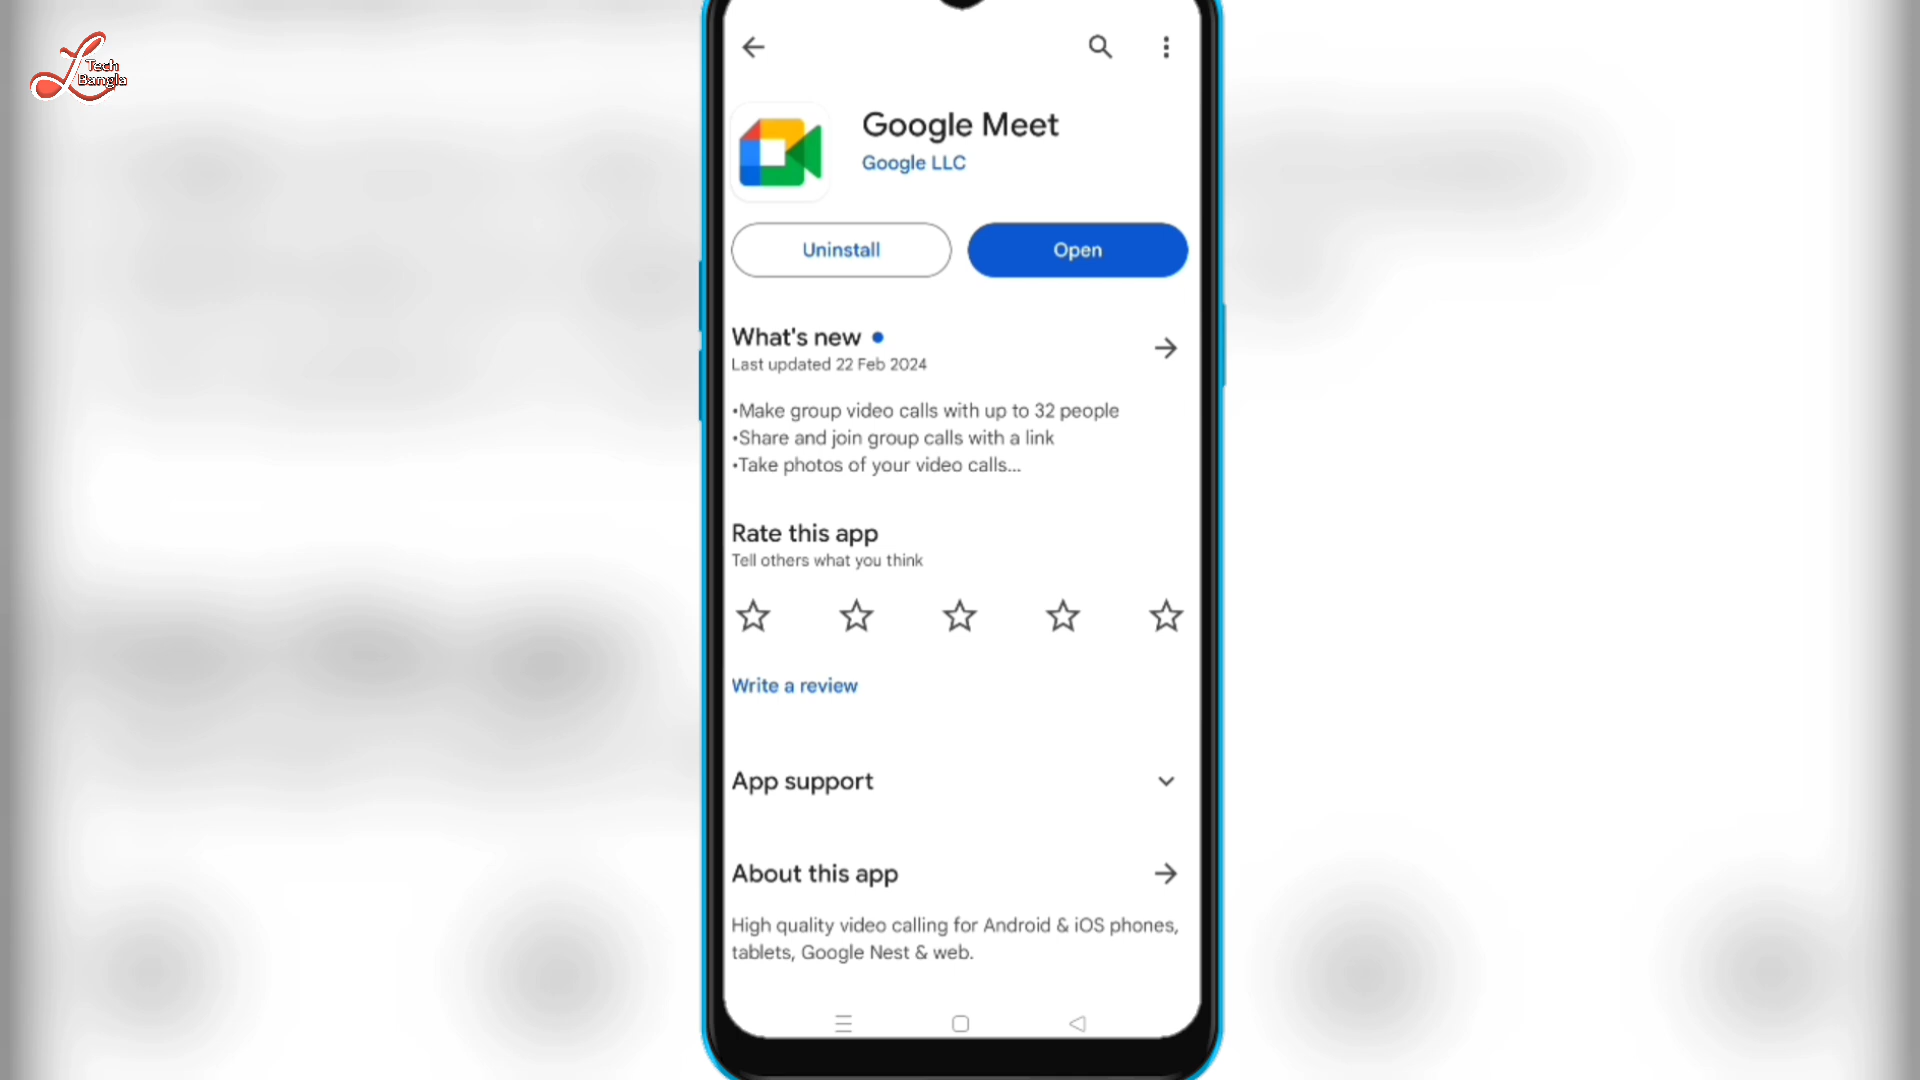 Tech
Bangla
Google Meet
Google LLC
Uninstall
Open
What's new
Last updated 22 Feb 2024
•Make group video calls with up to 32 people
•Share and join group calls with a link
•Take photos of your video calls...
Rate this app
Tell others what you think
Write a review
App support
About this app
High quality video calling for Android & iOS phones,
tablets, Google Nest & web.